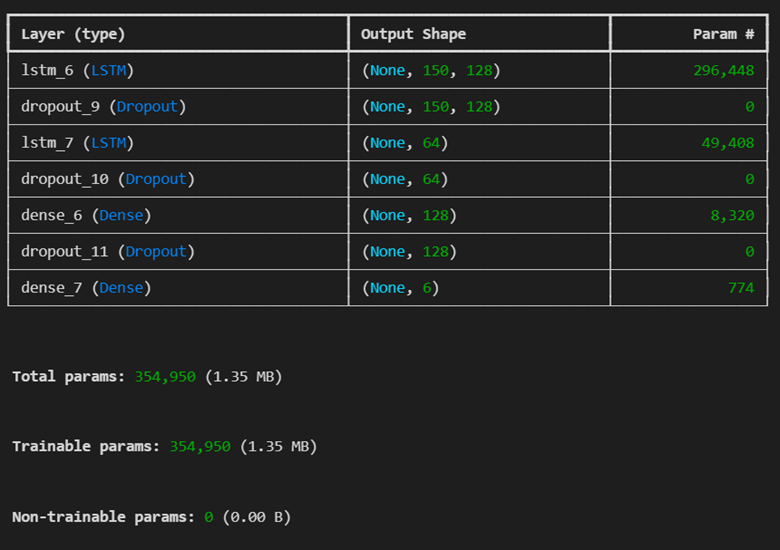 Layer (type) Output Shape Param #
lstm_6 (LSTM) (None, 150, 128) 296,448
dropout_9 (Dropout) (None, 150, 128) 0
lstm_7 (LSTM) (None, 64) 49,408
dropout_10 (Dropout) (None, 64) 0
dense_6 (Dense) (None, 128) 8,320
dropout_11 (Dropout) (None, 128) 0
dense_7 (Dense) (None, 6) 774
Total params: 354,950 (1.35 MB)
Trainable params: 354,950 (1.35 MB)
Non-trainable params: 0 (0.00 B)